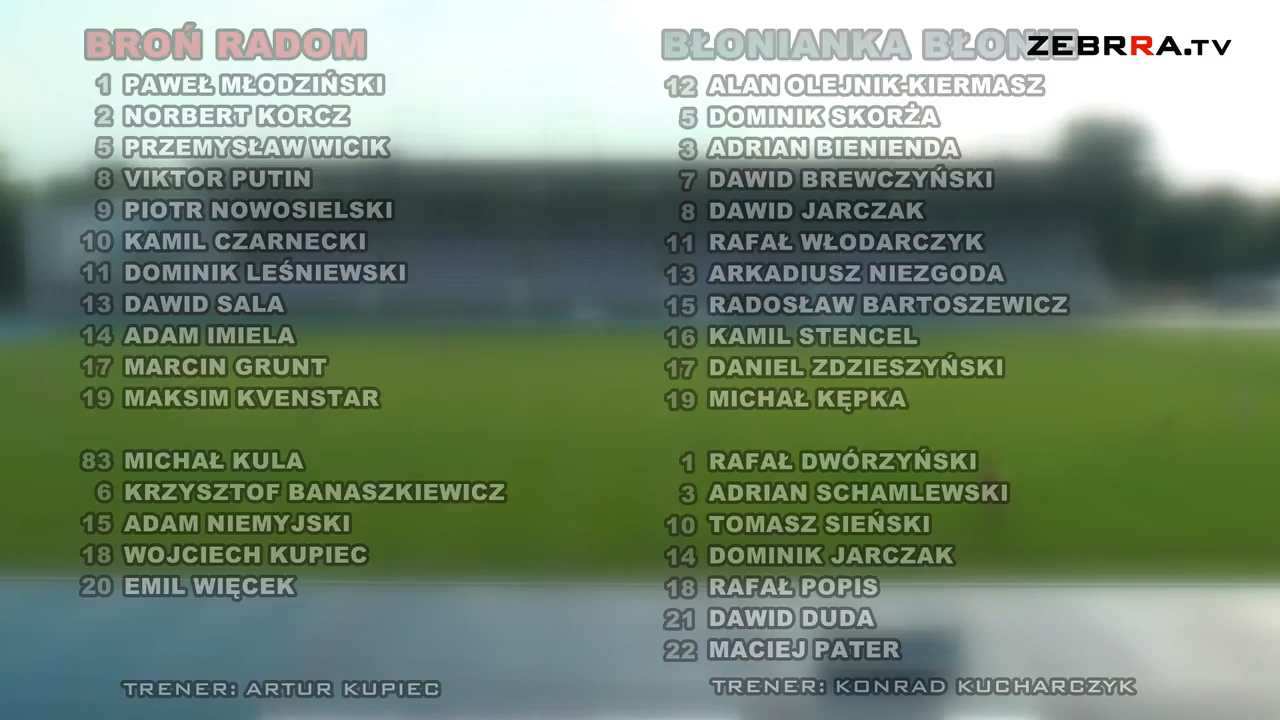 BROŃ RADOM
1 PAWEŁ MŁODZIŃSKI
2 NORBERT KORCZ
5 PRZEMYSŁAW WICIK
8 VIKTOR PUTIN
9 PIOTR NOWOSIELSKI
10 KAMIL CZARNECKI
11 DOMINIK LEŚNIEWSKI
13 DAWID SALA
14 ADAM IMIELA
17 MARCIN GRUNT
19 MAKSIM KVENSTAR
83 MICHAŁ KULA
6 KRZYSZTOF BANASZKIEWICZ
15 ADAM NIEMYJSKI
18 WOJCIECH KUPIEC
20 EMIL WIĘCEK
TRENER: ARTUR KUPIEC
BŁONIANKA BŁONIE
12 ALAN OLEJNIK-KIERMASZ
5 DOMINIK SKORŻA
3 ADRIAN BIENIENDA
7 DAWID BREWCZYŃSKI
8 DAWID JARCZAK
11 RAFAŁ WŁODARCZYK
13 ARKADIUSZ NIEZGODA
15 RADOSŁAW BARTOSZEWICZ
16 KAMIL STENCEL
17 DANIEL ZDZIESZYŃSKI
19 MICHAŁ KĘPKA
1 RAFAŁ DWÓRZYŃSKI
3 ADRIAN SCHAMLEWSKI
10 TOMASZ SIEŃSKI
14 DOMINIK JARCZAK
18 RAFAŁ POPIS
21 DAWID DUDA
22 MACIEJ PATER
TRENER: KONRAD KUCHARCZYK
ZEBRRA.TV